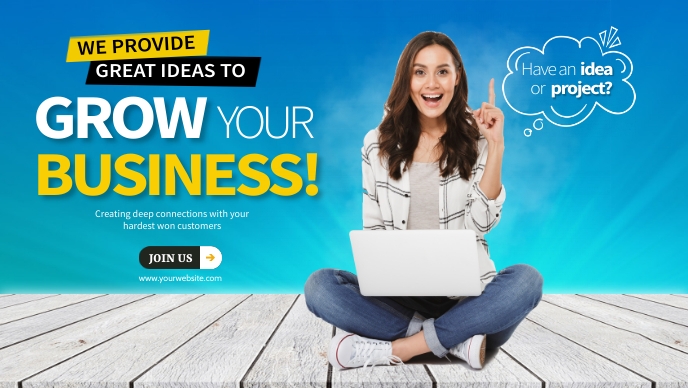 WE PROVIDE
GREAT IDEAS TO
GROW YOUR
BUSINESS!
Creating deep connections with your
hardest won customers
JOIN US
www.yourwebsite.com
Have an idea
or project?